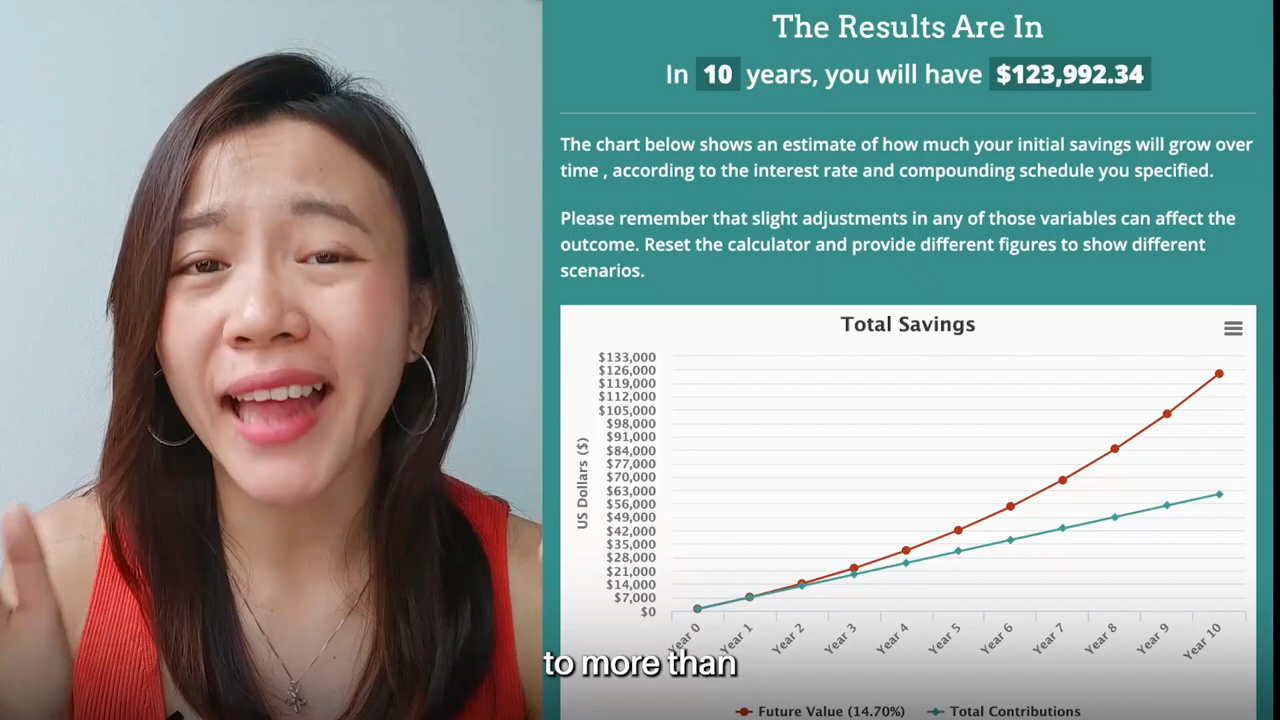 The Results Are In
In 10 years, you will have $123,992.34
The chart below shows an estimate of how much your initial savings will grow over
time , according to the interest rate and compounding schedule you specified.
Please remember that slight adjustments in any of those variables can affect the
outcome. Reset the calculator and provide different figures to show different
scenarios.
Total Savings
US Dollars ($)
$133,000
$126,000
$119,000
$112,000
$105,000
$98,000
$91,000
$84,000
$77,000
$70,000
$63,000
$56,000
$49,000
$42,000
$35,000
$28,000
$21,000
$14,000
$7,000
$0
Year 0
Year 1
Year 2
Year 3
Year 4
Year 5
Year 6
Year 7
Year 8
Year 9
Year 10
to more than
Future Value (14.70%)
Total Contributions